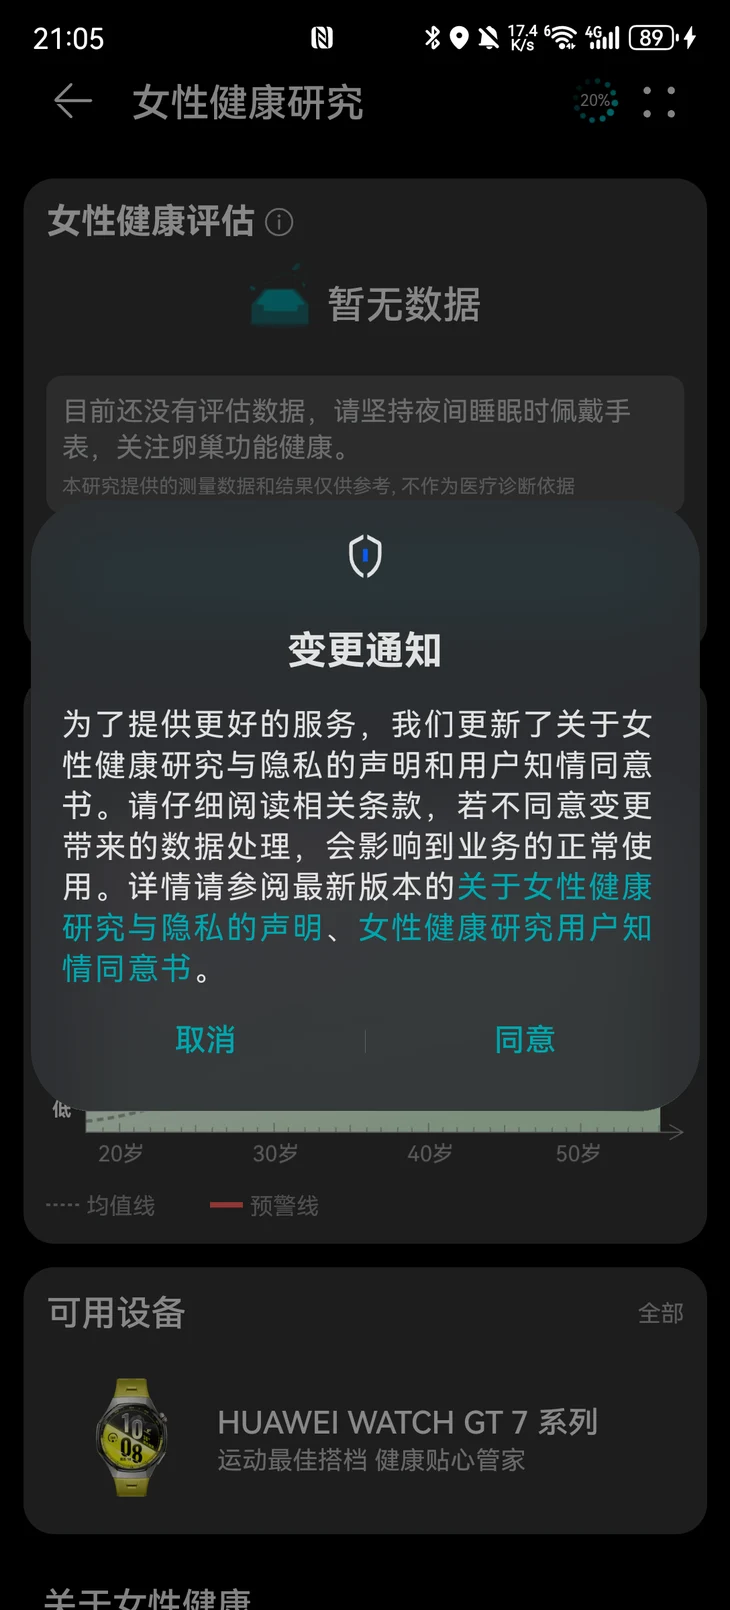 21:05
17.4 K/s 6 4G 89
女性健康研究
20%
女性健康评估
暂无数据
目前还没有评估数据，请坚持夜间睡眠时佩戴手
表，关注卵巢功能健康。
本研究提供的测量数据和结果仅供参考，不作为医疗诊断依据
变更通知
为了提供更好的服务，我们更新了关于女
性健康研究与隐私的声明和用户知情同意
书。请仔细阅读相关条款，若不同意变更
带来的数据处理，会影响到业务的正常使
用。详情请参阅最新版本的关于女性健康
研究与隐私的声明、女性健康研究用户知
情同意书。
取消
同意
低
20岁 30岁 40岁 50岁
均值线 预警线
可用设备
全部
10
08
HUAWEI WATCH GT 7 系列
运动最佳搭档 健康贴心管家
关于女性健康